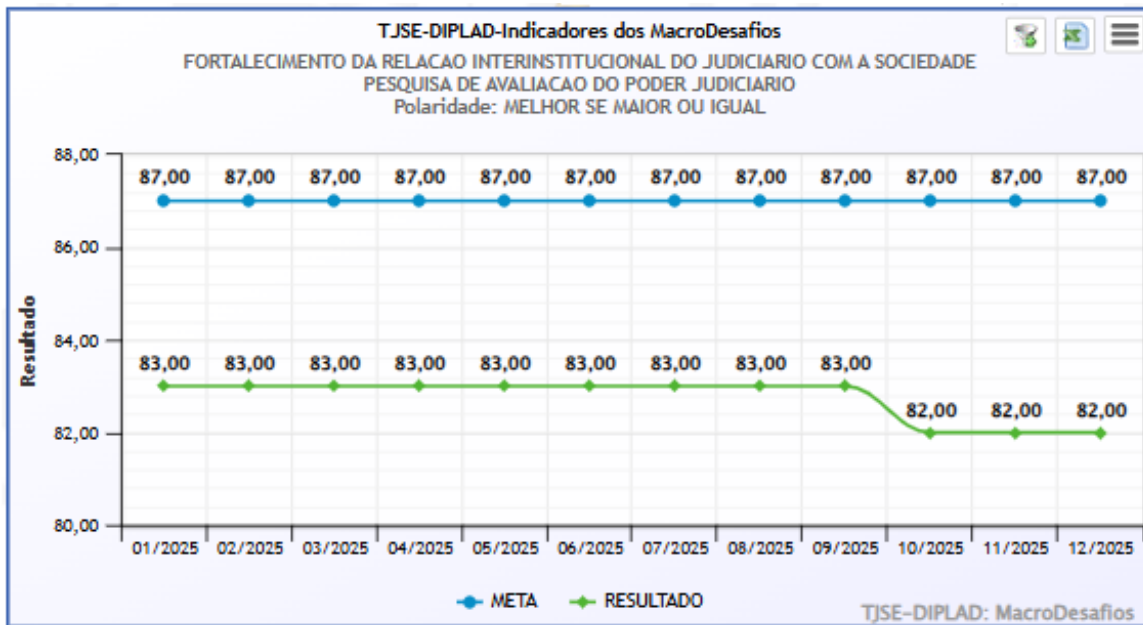 TJSE-DIPLAD-Indicadores dos MacroDesafios
FORTALECIMENTO DA RELACAO INTERINSTITUCIONAL DO JUDICIARIO COM A SOCIEDADE
PESQUISA DE AVALIACAO DO PODER JUDICIARIO
Polaridade: MELHOR SE MAIOR OU IGUAL
88,00
87,00 87,00 87,00 87,00 87,00 87,00 87,00 87,00 87,00 87,00 87,00 87,00
86,00
Resultado
84,00
83,00 83,00 83,00 83,00 83,00 83,00 83,00 83,00 83,00
82,00 82,00 82,00
82,00
80,00
01/2025 02/2025 03/2025 04/2025 05/2025 06/2025 07/2025 08/2025 09/2025 10/2025 11/2025 12/2025
META RESULTADO
TJSE-DIPLAD: MacroDesafios